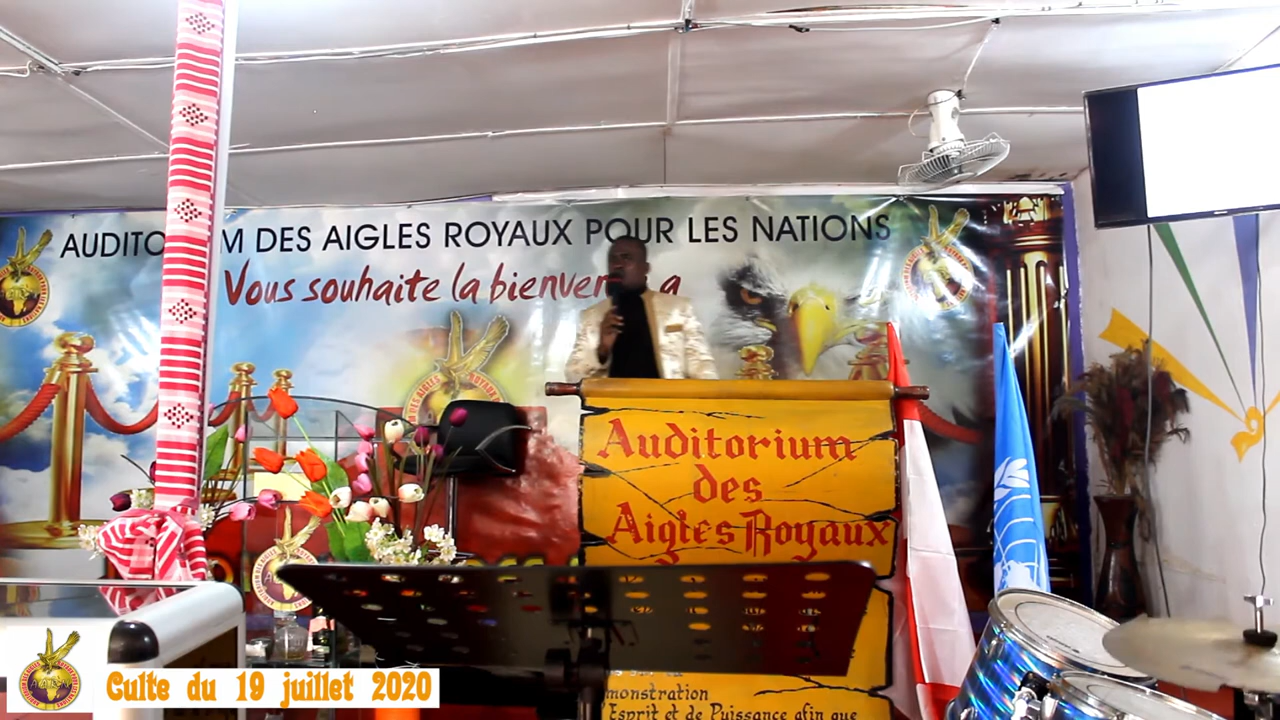 AUDITO M DES AIGLES ROYAUX POUR LES NATIONS
Vous souhaite la bienven a
Auditorium
des
Aigles Royaux
monstration
Esprit et de Puissance afin que
Culte du 19 juillet 2020